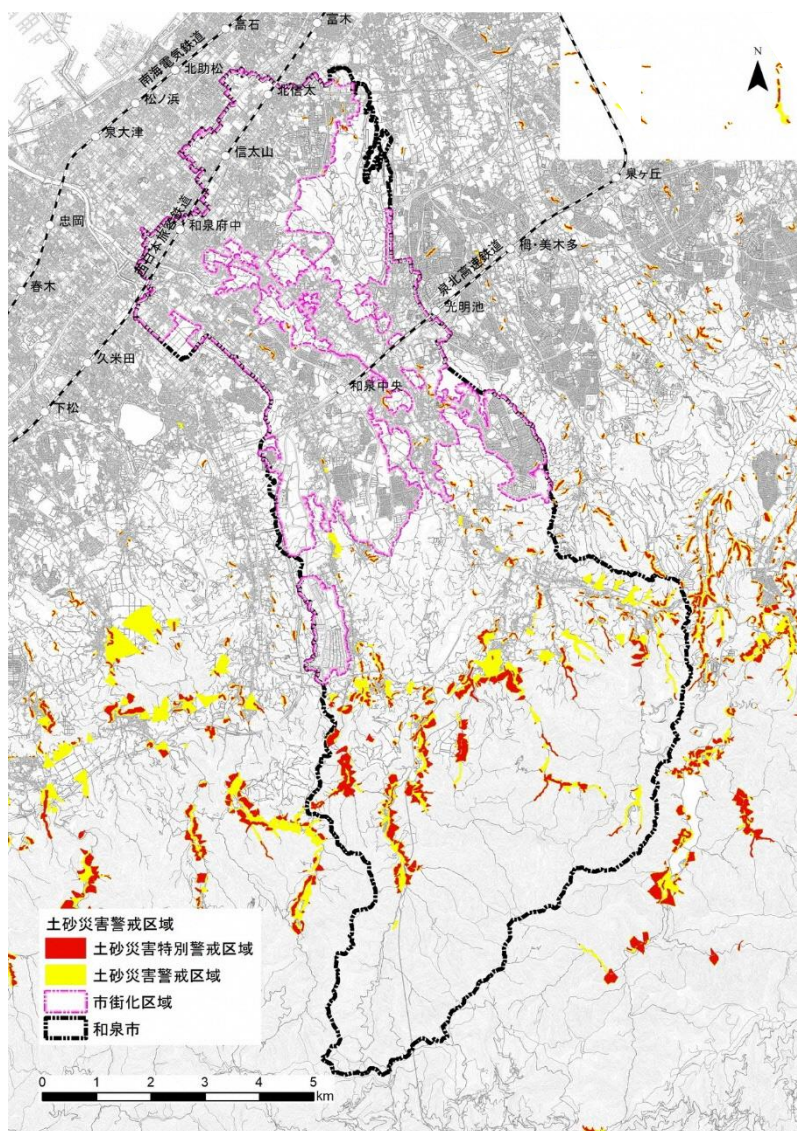 富木
高石
南海電気鉄道
北助松
N
松ノ浜
北信太
泉大津
信太山
泉ヶ丘
忠岡
和泉府中
栂・美木多
西日本旅客鉄道
泉北高速鉄道
春木
光明池
久米田
和泉中央
下松
土砂災害警戒区域
土砂災害特別警戒区域
土砂災害警戒区域
市街化区域
和泉市
0 1 2 3 4 5
km